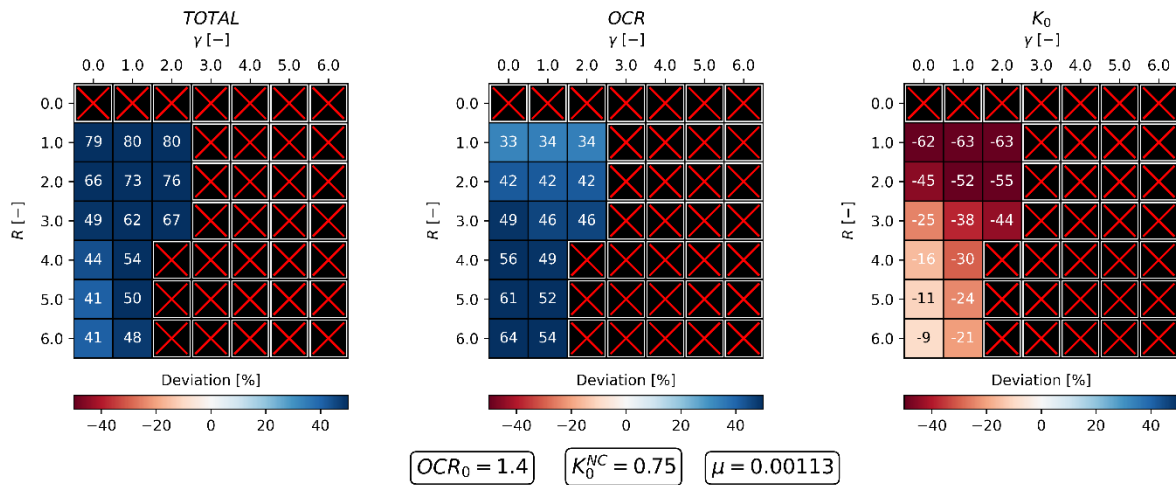 TOTAL OCR K₀
γ [−] γ [−] γ [−]
0.0 1.0 2.0 3.0 4.0 5.0 6.0 0.0 1.0 2.0 3.0 4.0 5.0 6.0 0.0 1.0 2.0 3.0 4.0 5.0 6.0
0.0 0.0 0.0
1.0 79 80 80 1.0 33 34 34 1.0 -62 -63 -63
2.0 66 73 76 2.0 42 42 42 2.0 -45 -52 -55
R [−] 3.0 49 62 67 R [−] 3.0 49 46 46 R [−] 3.0 -25 -38 -44
4.0 44 54 4.0 56 49 4.0 -16 -30
5.0 41 50 5.0 61 52 5.0 -11 -24
6.0 41 48 6.0 64 54 6.0 -9 -21
Deviation [%] Deviation [%] Deviation [%]
−40 −20 0 20 40 −40 −20 0 20 40 −40 −20 0 20 40
OCR₀ = 1.4 K₀ᴺᶜ = 0.75 μ = 0.00113